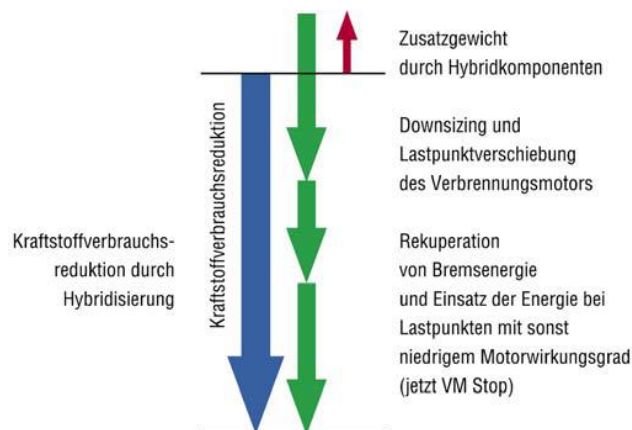 Zusatzgewicht
durch Hybridkomponenten
Downsizing und
Lastpunktverschiebung
des Verbrennungsmotors
Kraftstoffverbrauchsreduktion
Kraftstoffverbrauchs-
reduktion durch
Hybridisierung
Rekuperation
von Bremsenergie
und Einsatz der Energie bei
Lastpunkten mit sonst
niedrigem Motorwirkungsgrad
(jetzt VM Stop)